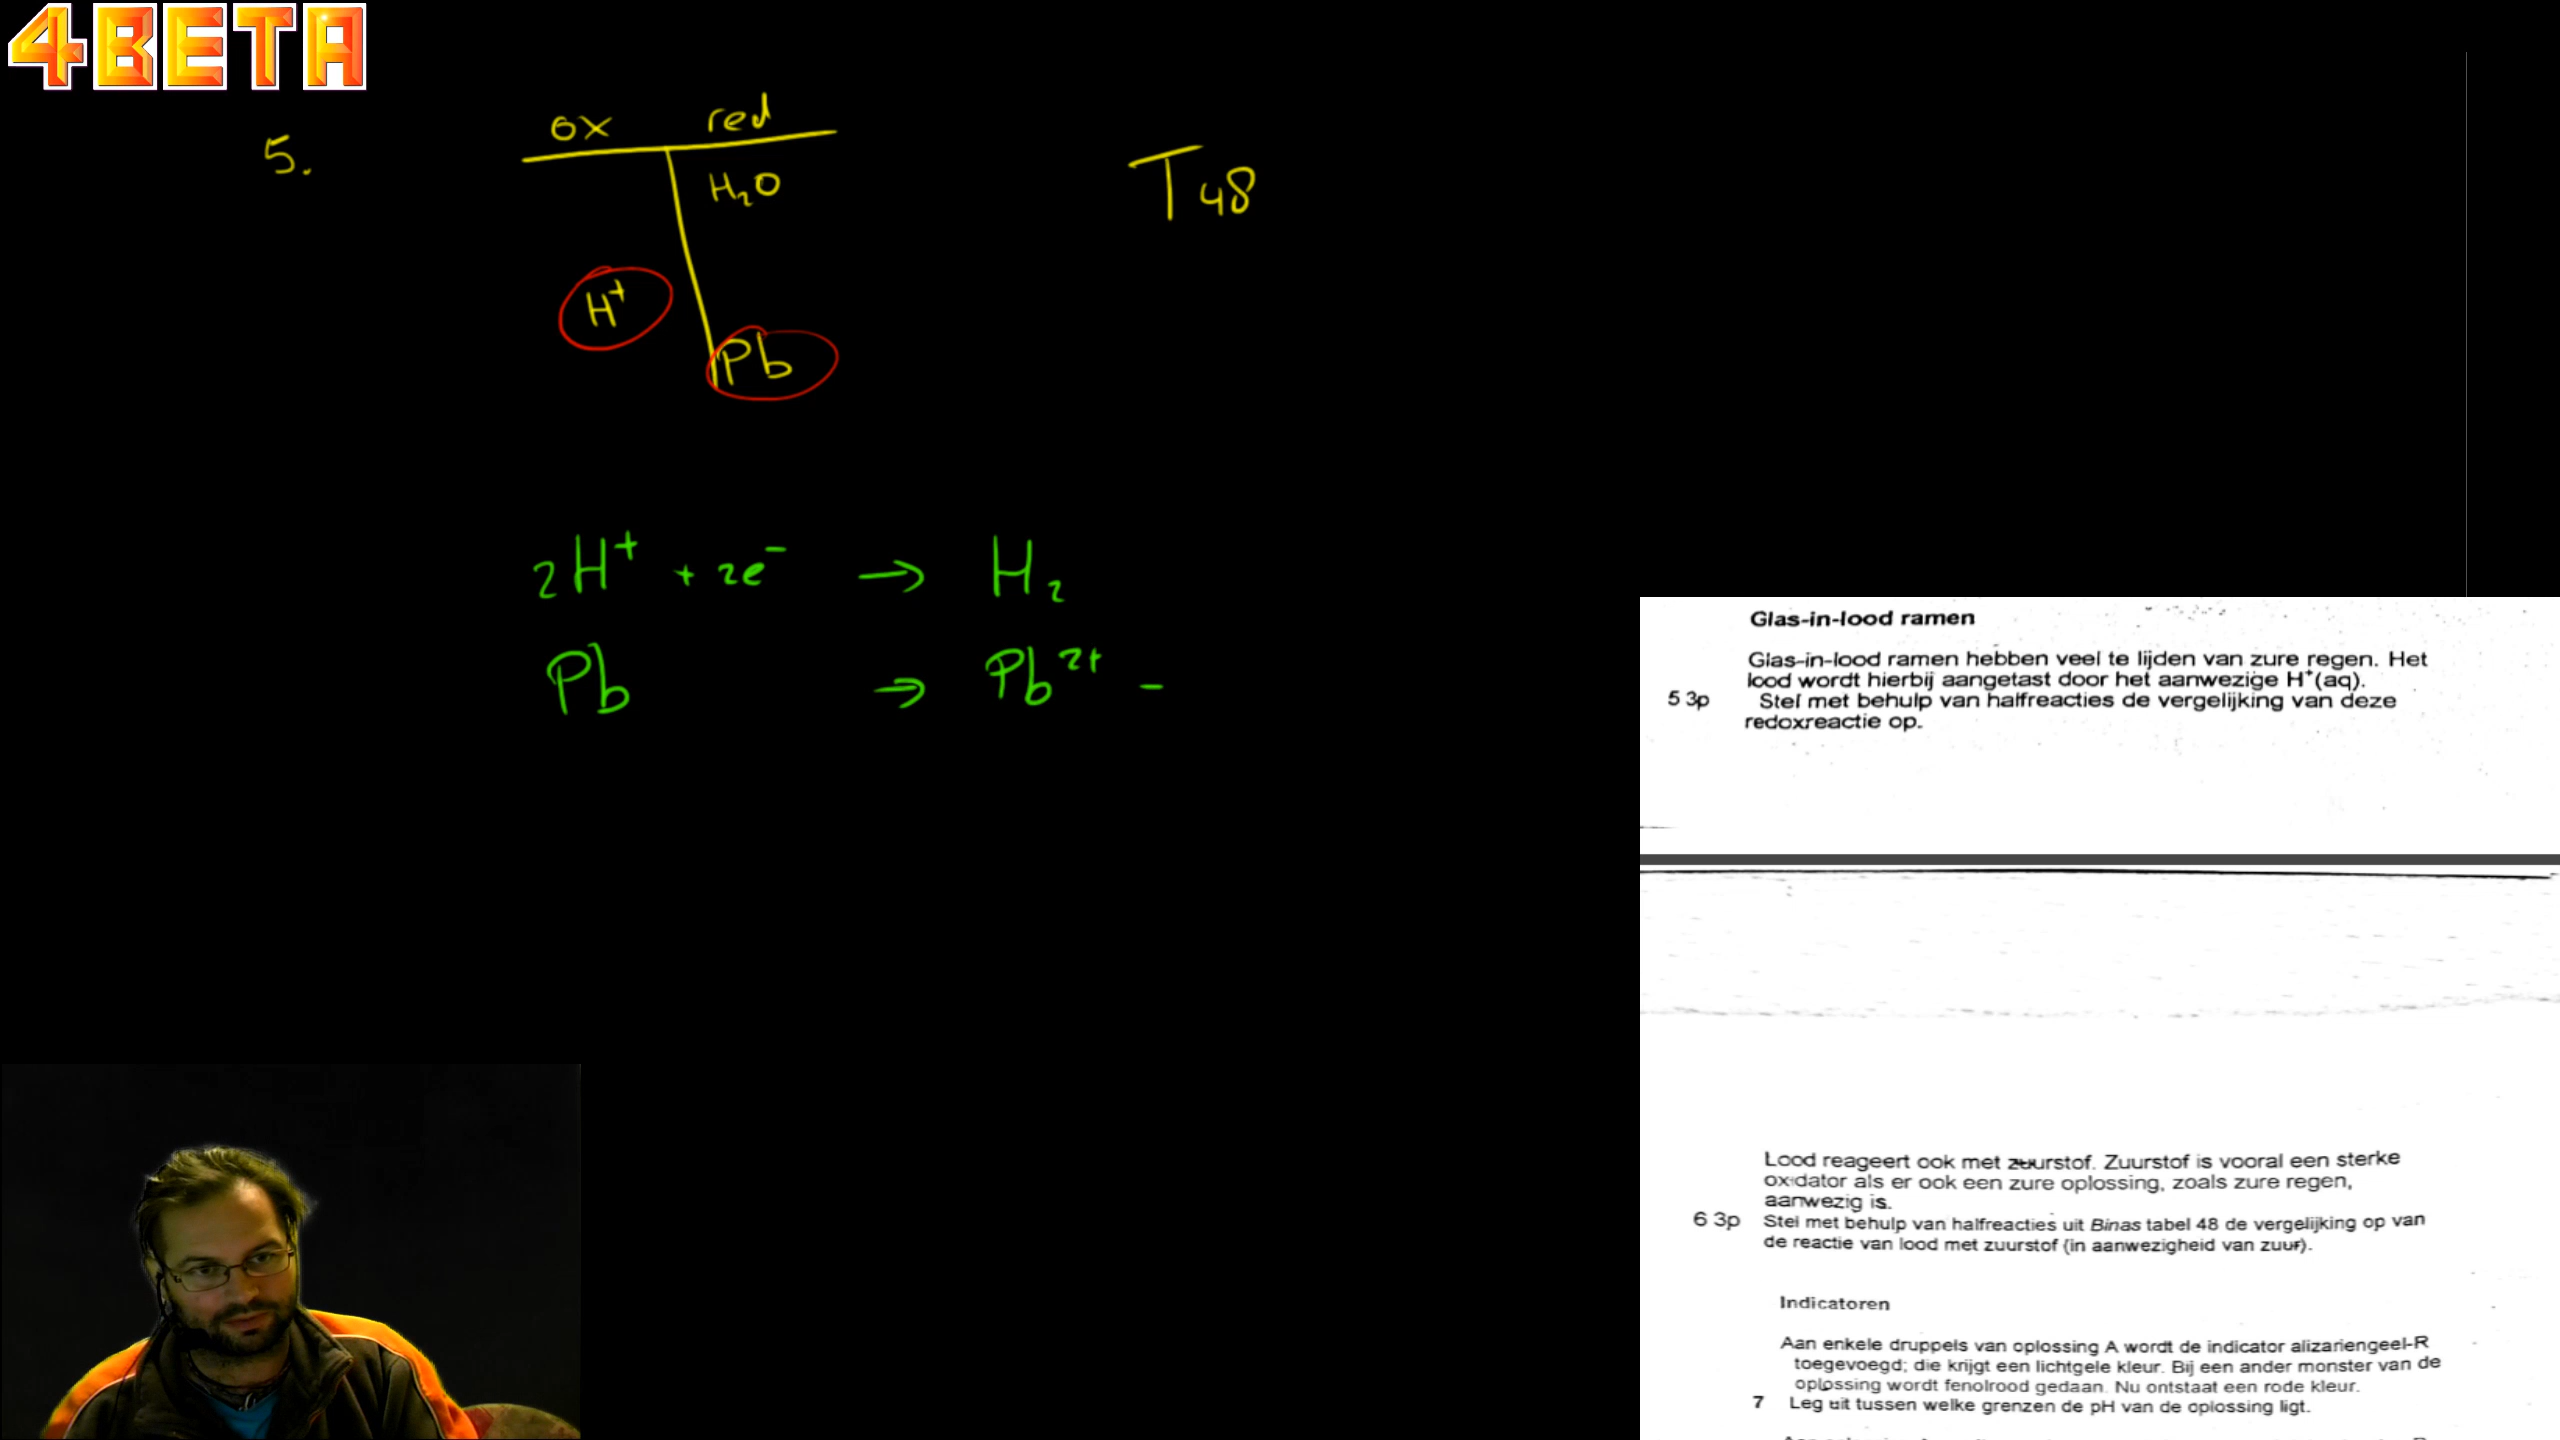 4BETA
5.
ox red
H₂O
H⁺
Pb
T48
2H⁺ + 2e⁻ → H₂
Pb → Pb²⁺ -
Glas-in-lood ramen
Glas-in-lood ramen hebben veel te lijden van zure regen. Het
lood wordt hierbij aangetast door het aanwezige H⁺(aq).
5 3p Stel met behulp van halfreacties de vergelijking van deze
redoxreactie op.
Lood reageert ook met zuurstof. Zuurstof is vooral een sterke
oxidator als er ook een zure oplossing, zoals zure regen,
aanwezig is.
6 3p Stel met behulp van halfreacties uit Binas tabel 48 de vergelijking op van
de reactie van lood met zuurstof (in aanwezigheid van zuur).
Indicatoren
Aan enkele druppels van oplossing A wordt de indicator alizariengeel-R
toegevoegd; die krijgt een lichtgele kleur. Bij een ander monster van de
oplossing wordt fenolrood gedaan. Nu ontstaat een rode kleur.
7 Leg uit tussen welke grenzen de pH van de oplossing ligt.